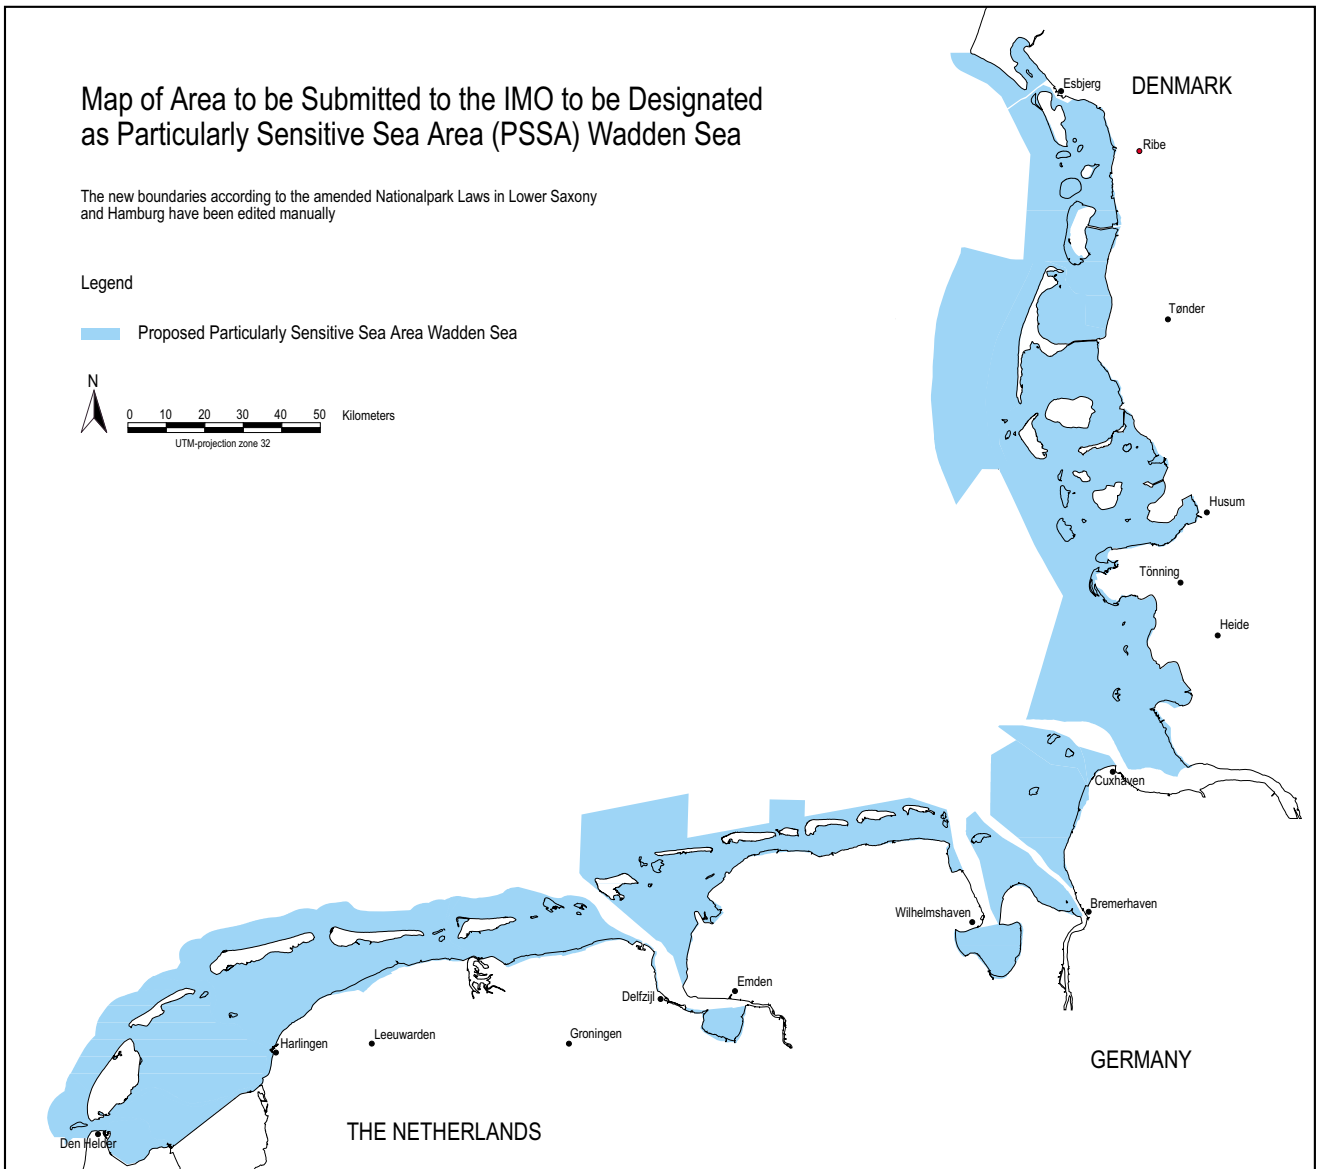 Map of Area to be Submitted to the IMO to be Designated
as Particularly Sensitive Sea Area (PSSA) Wadden Sea
The new boundaries according to the amended Nationalpark Laws in Lower Saxony
and Hamburg have been edited manually
Legend
Proposed Particularly Sensitive Sea Area Wadden Sea
N
0 10 20 30 40 50 Kilometers
UTM-projection zone 32
DENMARK
Esbjerg
Ribe
Tønder
Husum
Tönning
Heide
Cuxhaven
Bremerhaven
Wilhelmshaven
Emden
Delfzijl
Groningen
Leeuwarden
Harlingen
Den Helder
GERMANY
THE NETHERLANDS